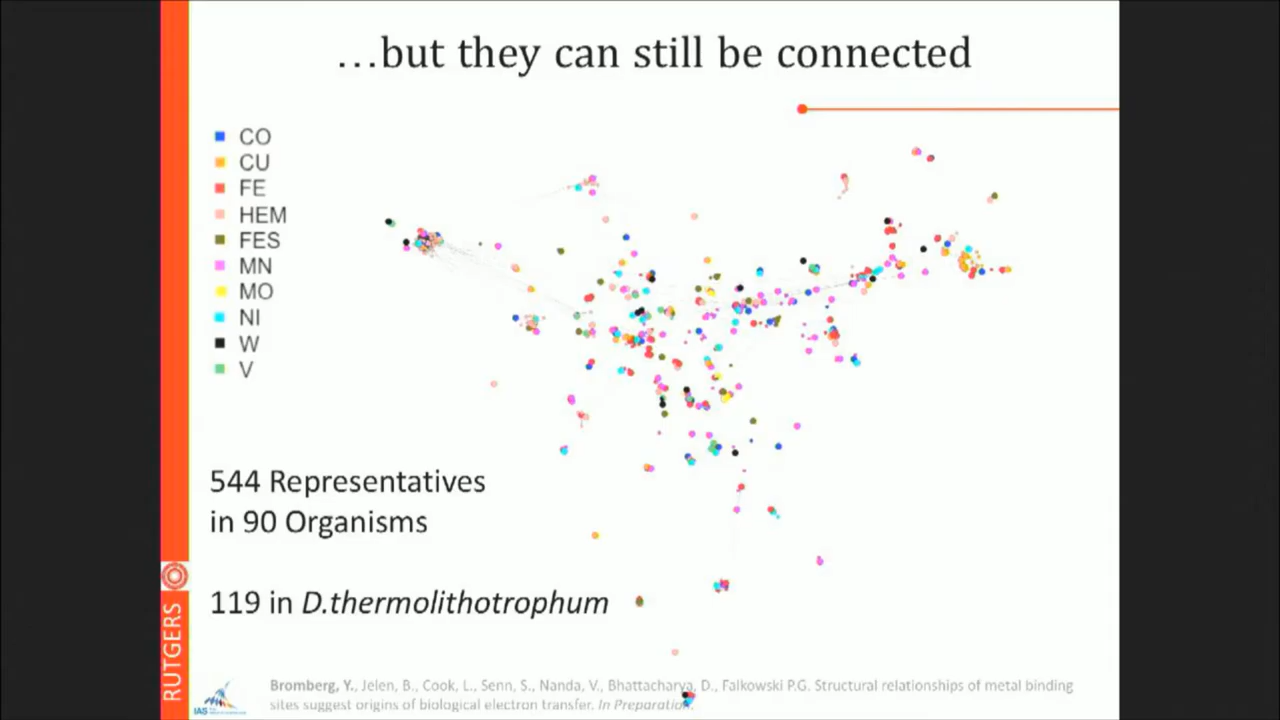 …but they can still be connected
CO
CU
FE
HEM
FES
MN
MO
NI
W
V
544 Representatives
in 90 Organisms
119 in D.thermolithotrophum
RUTGERS
IAS
Bromberg, Y., Jelen, B., Cook, L., Senn, S., Nanda, V., Bhattacharya, D., Falkowski P.G. Structural relationships of metal binding
sites suggest origins of biological electron transfer. In Preparation.